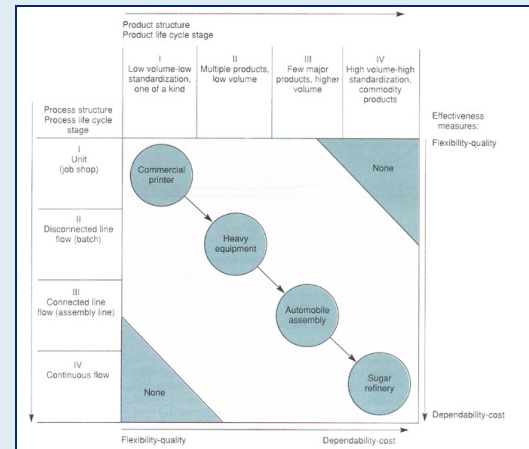 Product structure
Product life cycle stage
I
Low volume-low
standardization,
one of a kind
II
Multiple products,
low volume
III
Few major
products, higher
volume
IV
High volume-high
standardization,
commodity
products
Process structure
Process life cycle
stage
Effectiveness
measures:
Flexibility-quality
I
Unit
(job shop)
Commercial
printer
None
II
Disconnected line
flow (batch)
Heavy
equipment
III
Connected line
flow (assembly line)
Automobile
assembly
IV
Continuous flow
None
Sugar
refinery
Dependability-cost
Flexibility-quality
Dependability-cost